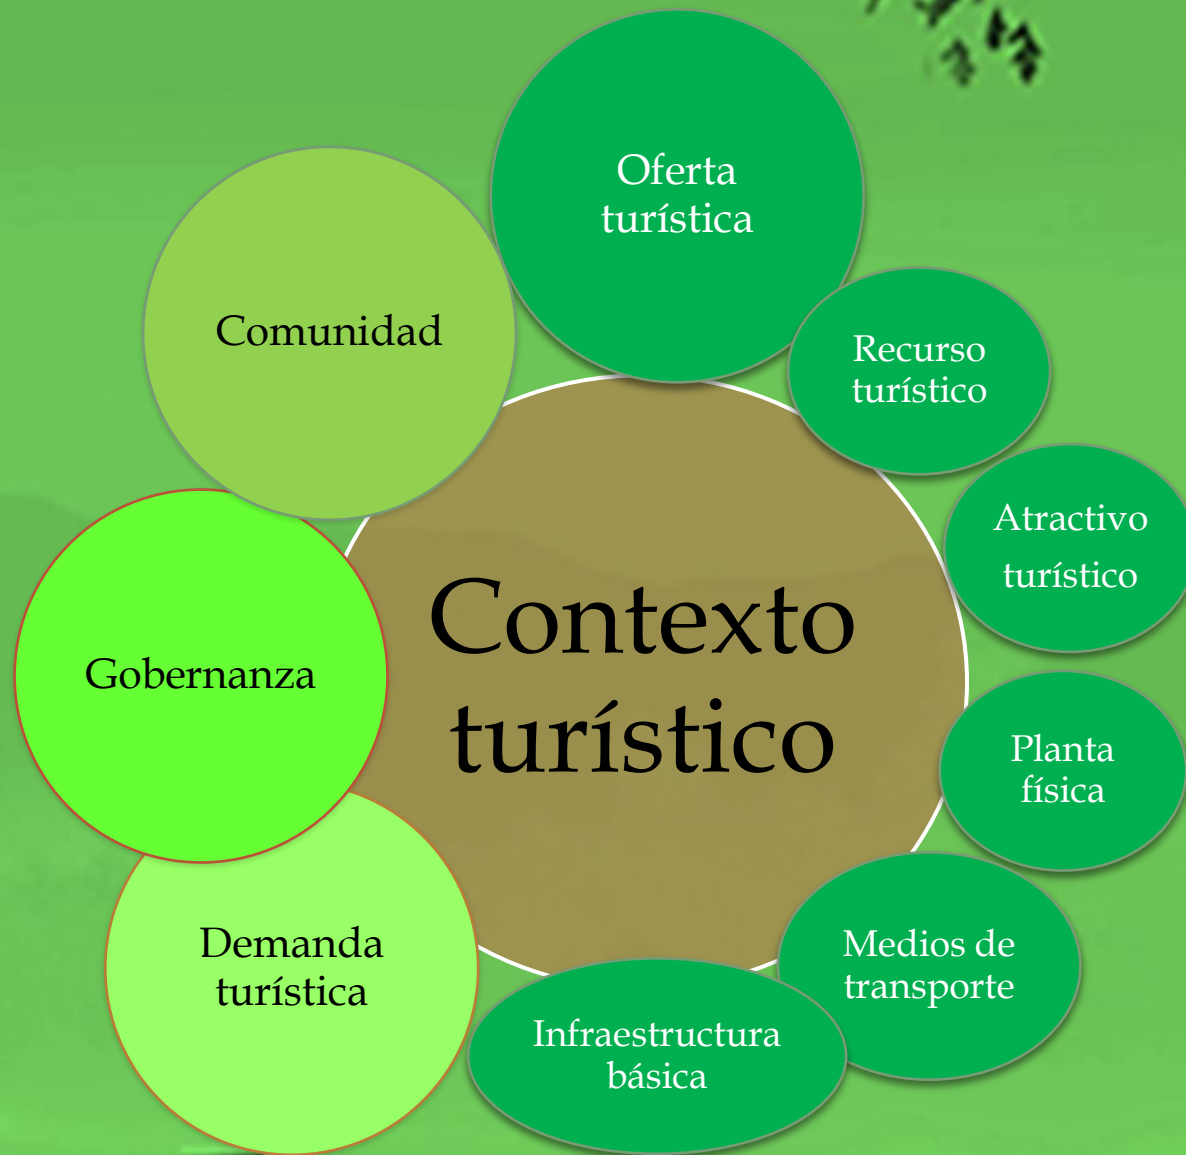 Oferta
turística
Recurso
turístico
Atractivo
turístico
Planta
física
Medios de
transporte
Infraestructura
básica
Demanda
turística
Gobernanza
Comunidad
Contexto
turístico